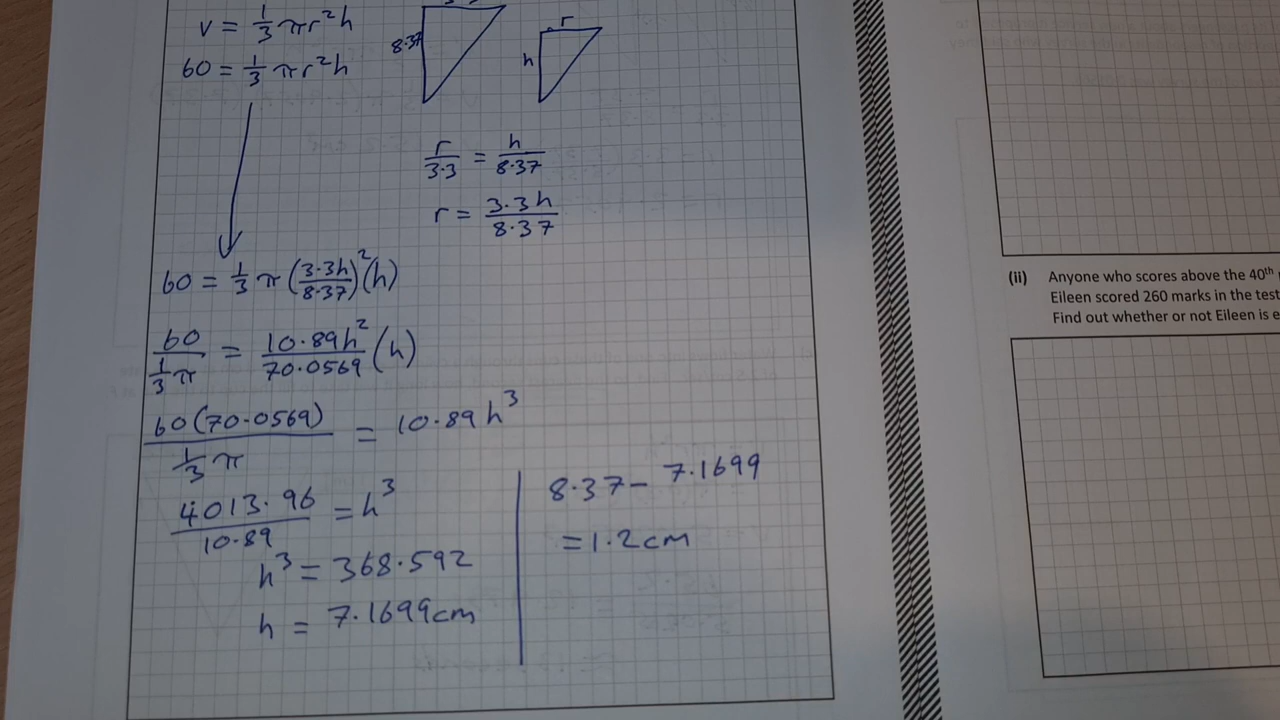 V = 1/3 πr²h
60 = 1/3 πr²h
8.37
r
h
r/3.3 = h/8.37
r = 3.3h/8.37
60 = 1/3 π (3.3h/8.37)² (h)
60/(1/3 π) = 10.89h²/70.0569 (h)
60(70.0569)/(1/3 π) = 10.89h³
4013.96/10.89 = h³
h³ = 368.592
h = 7.1699cm
8.37 - 7.1699
= 1.2cm
(ii) Anyone who scores above the 40th
Eileen scored 260 marks in the test
Find out whether or not Eileen is